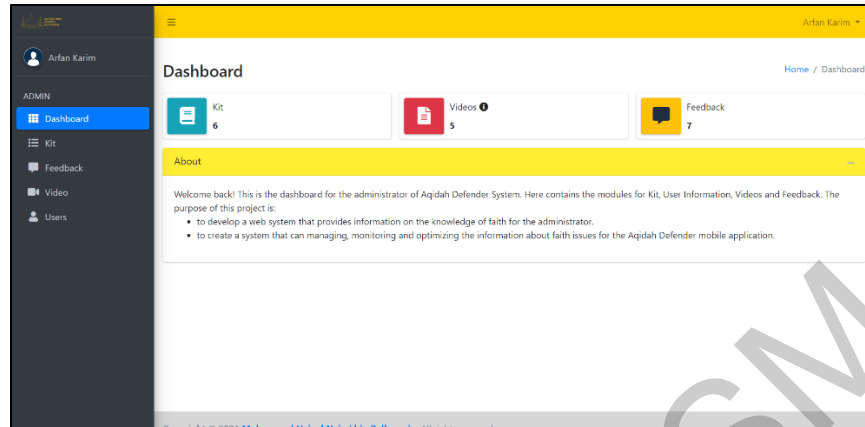 Arfan Karim
Arfan Karim
Dashboard
Home / Dashboard
ADMIN
Dashboard
Kit
Feedback
Video
Users
Kit
6
Videos
5
Feedback
7
About
Welcome back! This is the dashboard for the administrator of Aqidah Defender System. Here contains the modules for Kit, User Information, Videos and Feedback. The
purpose of this project is:
• to develop a web system that provides information on the knowledge of faith for the administrator.
• to create a system that can managing, monitoring and optimizing the information about faith issues for the Aqidah Defender mobile application.
SM